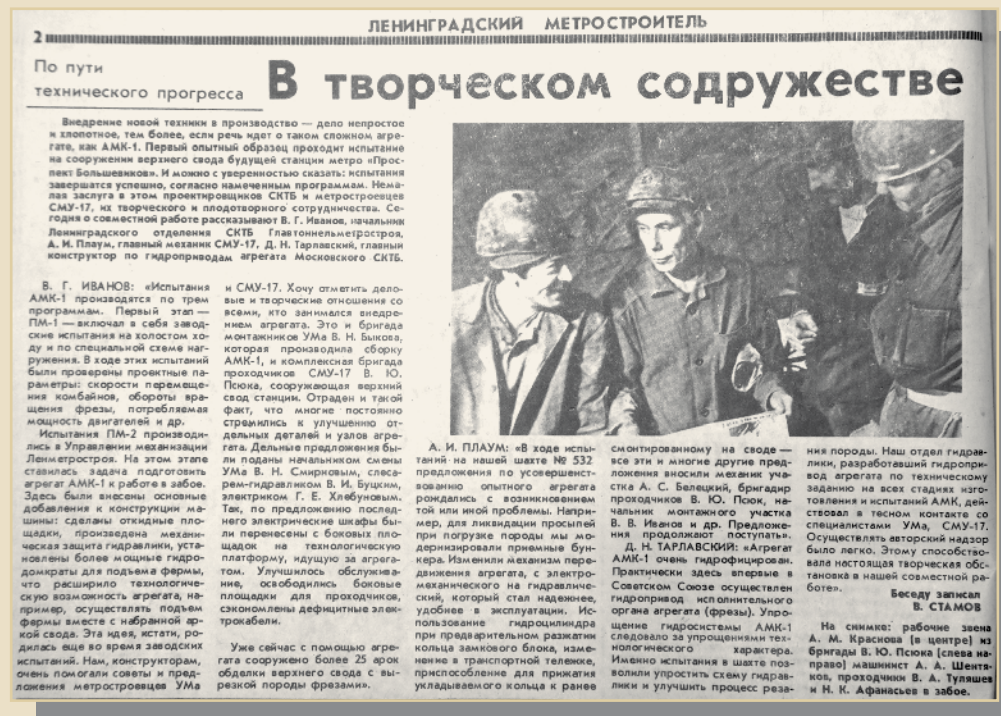 ЛЕНИНГРАДСКИЙ МЕТРОСТРОИТЕЛЬ
2
По пути
технического прогресса
В творческом содружестве
Внедрение новой техники в производство — дело непростое
и хлопотное, тем более, если речь идет о таком сложном агре-
гате, как АМК-1. Первый опытный образец проходит испытание
на сооружении верхнего свода будущей станции метро «Прос-
пект Большевиков». И можно с уверенностью сказать: испытания
завершатся успешно, согласно намеченным программам. Нема-
лая заслуга в этом проектировщиков СКТБ и метростроевцев
СМУ-17, их творческого и плодотворного сотрудничества. Се-
годня о совместной работе рассказывают В. Г. Иванов, начальник
Ленинградского отделения СКТБ Главтоннельметростроя,
А. И. Плаум, главный механик СМУ-17, Д. Н. Тарлавский, главный
конструктор по гидроприводам агрегата Московского СКТБ.
В. Г. ИВАНОВ: «Испытания
АМК-1 производятся по трем
программам. Первый этап —
ПМ-1 — включал в себя завод-
ские испытания на холостом хо-
ду и по специальной схеме наг-
ружения. В ходе этих испытаний
были проверены проектные па-
раметры: скорости перемеще-
ния комбайнов, обороты вра-
щения фрезы, потребляемая
мощность двигателей и др.
Испытания ПМ-2 производи-
лись в Управлении механизации
Ленметростроя. На этом этапе
ставилась задача подготовить
агрегат АМК-1 к работе в забое.
Здесь были внесены основные
добавления к конструкции ма-
шины: сделаны откидные пло-
щадки, произведена механи-
ческая защита гидравлики, уста-
новлены более мощные гидро-
домкраты для подъема фермы,
что расширило технологиче-
скую возможность агрегата, на-
пример, осуществлять подъем
фермы вместе с набранной ар-
кой свода. Эта идея, кстати, ро-
дилась еще во время заводских
испытаний. Нам, конструкторам,
очень помогали советы и пред-
ложения метростроевцев УМа
и СМУ-17. Хочу отметить дело-
вые и творческие отношения со
всеми, кто занимался внедре-
нием агрегата. Это и бригада
монтажников УМа В. Н. Быкова,
которая производила сборку
АМК-1, и комплексная бригада
проходчиков СМУ-17 В. Ю.
Псюка, сооружающая верхний
свод станции. Отраден и такой
факт, что многие постоянно
стремились к улучшению от-
дельных деталей и узлов агре-
гата. Дельные предложения бы-
ли поданы начальником смены
УМа В. Н. Смирновым, слеса-
рем-гидравликом В. И. Буцким,
электриком Г. Е. Хлебуновым.
Так, по предложению послед-
него электрические шкафы бы-
ли перенесены с боковых пло-
щадок на технологическую
платформу, идущую за агрега-
том. Улучшилось обслужива-
ние, освободились боковые
площадки для проходчиков,
сэкономлены дефицитные элек-
трокабели.
Уже сейчас с помощью агре-
гата сооружено более 25 арок
обделки верхнего свода с вы-
резкой породы фрезами».
А. И. ПЛАУМ: «В ходе испы-
таний на нашей шахте № 532
предложения по усовершенст-
вованию опытного агрегата
рождались с возникновением
той или иной проблемы. Напри-
мер, для ликвидации просыпей
при погрузке породы мы мо-
дернизировали приемные бун-
кера. Изменили механизм пере-
движения агрегата, с электро-
механического на гидравличе-
ский, который стал надежнее,
удобнее в эксплуатации. Ис-
пользование гидроцилиндра
при предварительном разжатии
кольца замкового блока, изме-
нение в транспортной тележке,
приспособление для прижатия
укладываемого кольца к ранее
смонтированному на своде —
все эти и многие другие пред-
ложения вносили механик уча-
стка А. С. Белецкий, бригадир
проходчиков В. Ю. Псюк, на-
чальник монтажного участка
В. В. Иванов и др. Предложе-
ния продолжают поступать».
Д. Н. ТАРЛАВСКИЙ: «Агрегат
АМК-1 очень гидрофицирован.
Практически здесь впервые в
Советском Союзе осуществлен
гидропривод исполнительного
органа агрегата (фрезы). Упро-
щение гидросистемы АМК-1
следовало за упрощениями тех-
нологического характера.
Именно испытания в шахте поз-
волили упростить схему гидрав-
лики и улучшить процесс реза-
ния породы. Наш отдел гидрав-
лики, разработавший гидропри-
вод агрегата по техническому
заданию на всех стадиях изго-
товления и испытаний АМК, дей-
ствовал в тесном контакте со
специалистами УМа, СМУ-17.
Осуществлять авторский надзор
было легко. Этому способство-
вала настоящая творческая обс-
тановка в нашей совместной ра-
боте».
Беседу записал
В. СТАМОВ
На снимке: рабочие звена
А. М. Краснова (в центре) из
бригады В. Ю. Псюка (слева на-
право) машинист А. А. Шентя-
ков, проходчики В. А. Туляшев
и Н. К. Афанасьев в забое.